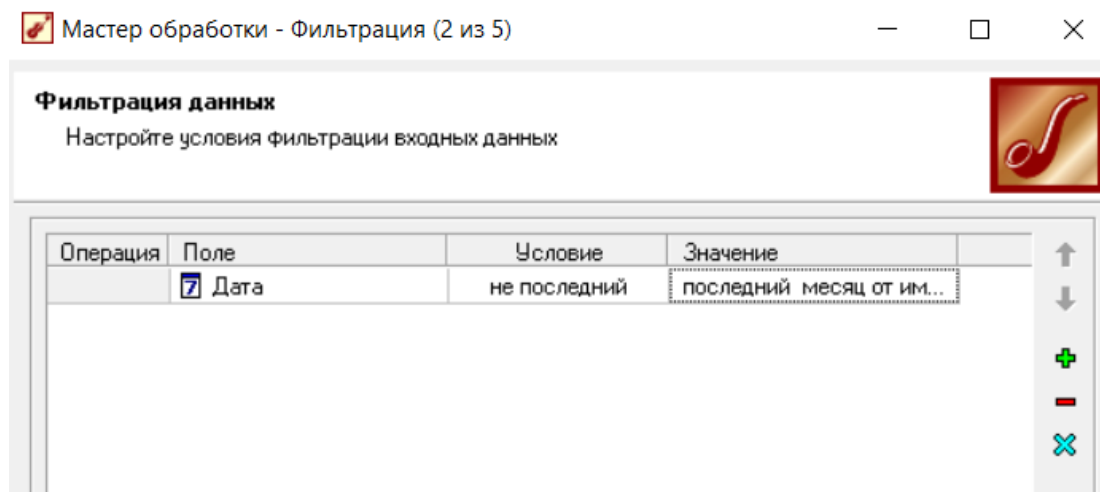 Мастер обработки - Фильтрация (2 из 5)
Фильтрация данных
Настройте условия фильтрации входных данных
Операция Поле Условие Значение
7 Дата не последний последний месяц от им...